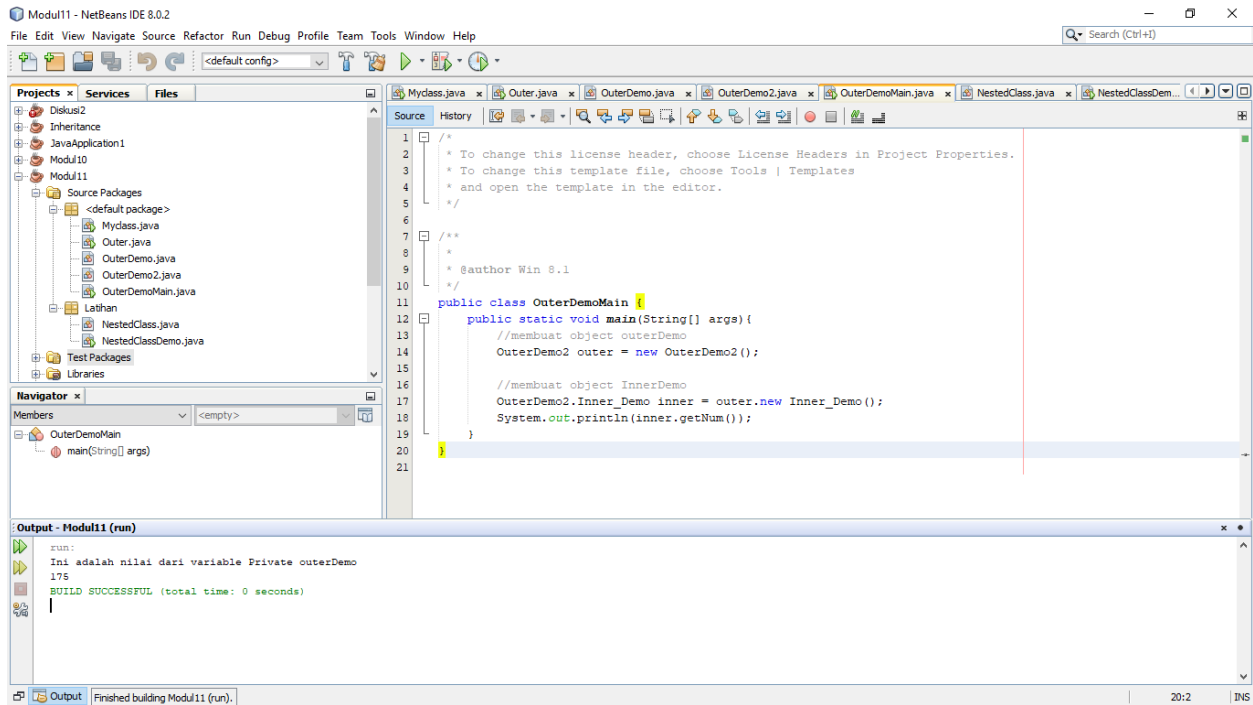 Modul11 - NetBeans IDE 8.0.2
File Edit View Navigate Source Refactor Run Debug Profile Team Tools Window Help
Search (Ctrl+I)
<default config>
Projects x Services Files
Diskusi2
Inheritance
JavaApplication1
Modul10
Modul11
Source Packages
<default package>
Myclass.java
Outer.java
OuterDemo.java
OuterDemo2.java
OuterDemoMain.java
Latihan
NestedClass.java
NestedClassDemo.java
Test Packages
Libraries
Navigator x
Members
<empty>
OuterDemoMain
main(String[] args)
Myclass.java x Outer.java x OuterDemo.java x OuterDemo2.java x OuterDemoMain.java x NestedClass.java x NestedClassDem...
Source History
1 /*
2 * To change this license header, choose License Headers in Project Properties.
3 * To change this template file, choose Tools | Templates
4 * and open the template in the editor.
5 */
6
7 /**
8 *
9 * @author Win 8.1
10 */
11 public class OuterDemoMain {
12 public static void main(String[] args){
13 //membuat object outerDemo
14 OuterDemo2 outer = new OuterDemo2();
15
16 //membuat object InnerDemo
17 OuterDemo2.Inner_Demo inner = outer.new Inner_Demo();
18 System.out.println(inner.getNum());
19 }
20 }
21
Output - Modul11 (run)
run:
Ini adalah nilai dari variable Private outerDemo
175
BUILD SUCCESSFUL (total time: 0 seconds)
Output
Finished building Modul11 (run).
20:2
INS